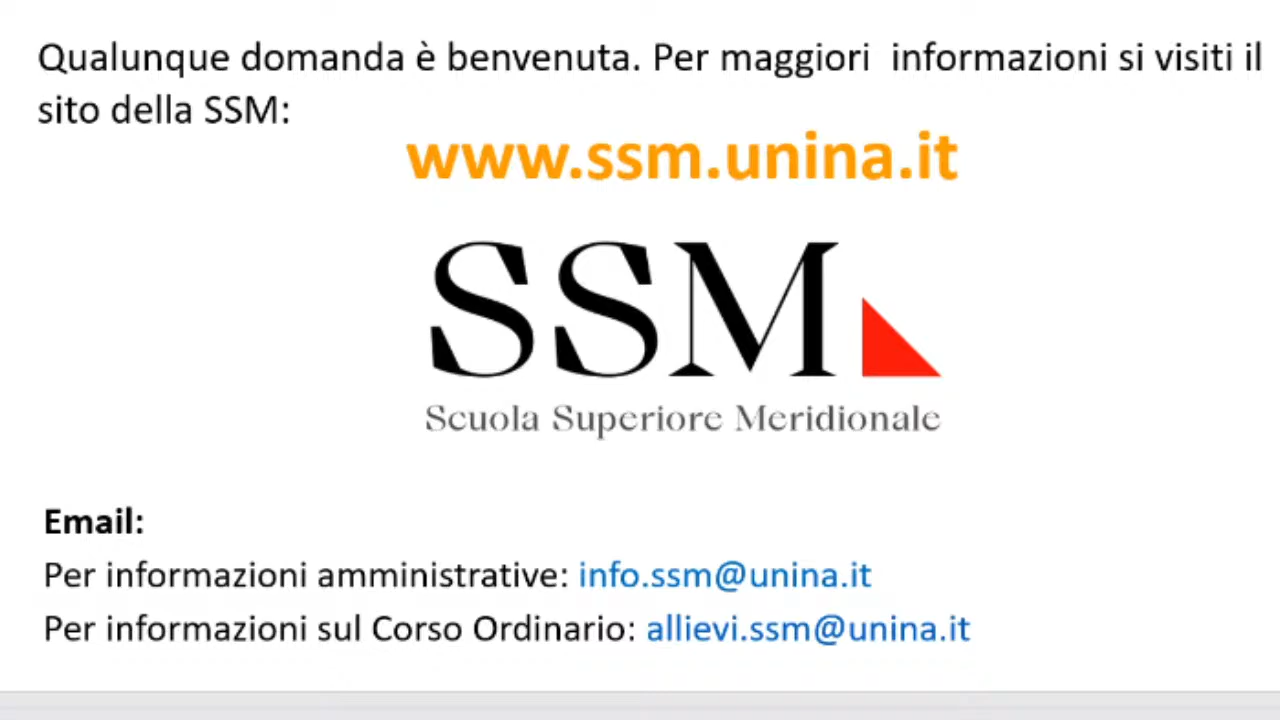 Qualunque domanda è benvenuta. Per maggiori informazioni si visiti il
sito della SSM:
www.ssm.unina.it
SSM
Scuola Superiore Meridionale
Email:
Per informazioni amministrative: info.ssm@unina.it
Per informazioni sul Corso Ordinario: allievi.ssm@unina.it